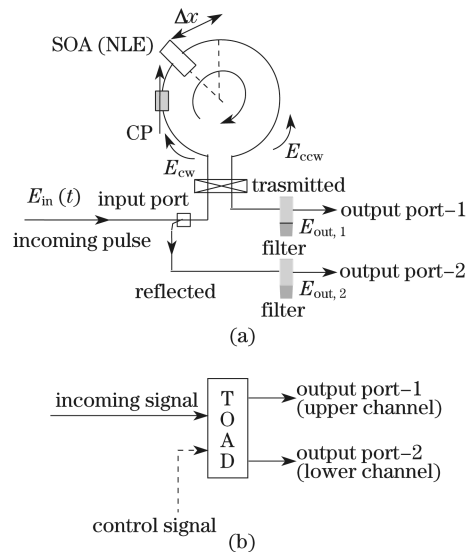 Δx
SOA (NLE)
CP
E_cw
E_ccw
E_in (t)
input port
trasmitted
output port–1
incoming pulse
E_out, 1
filter
output port–2
reflected
E_out, 2
filter
(a)
incoming signal
T
O
A
D
output port–1
(upper channel)
output port–2
(lower channel)
control signal
(b)